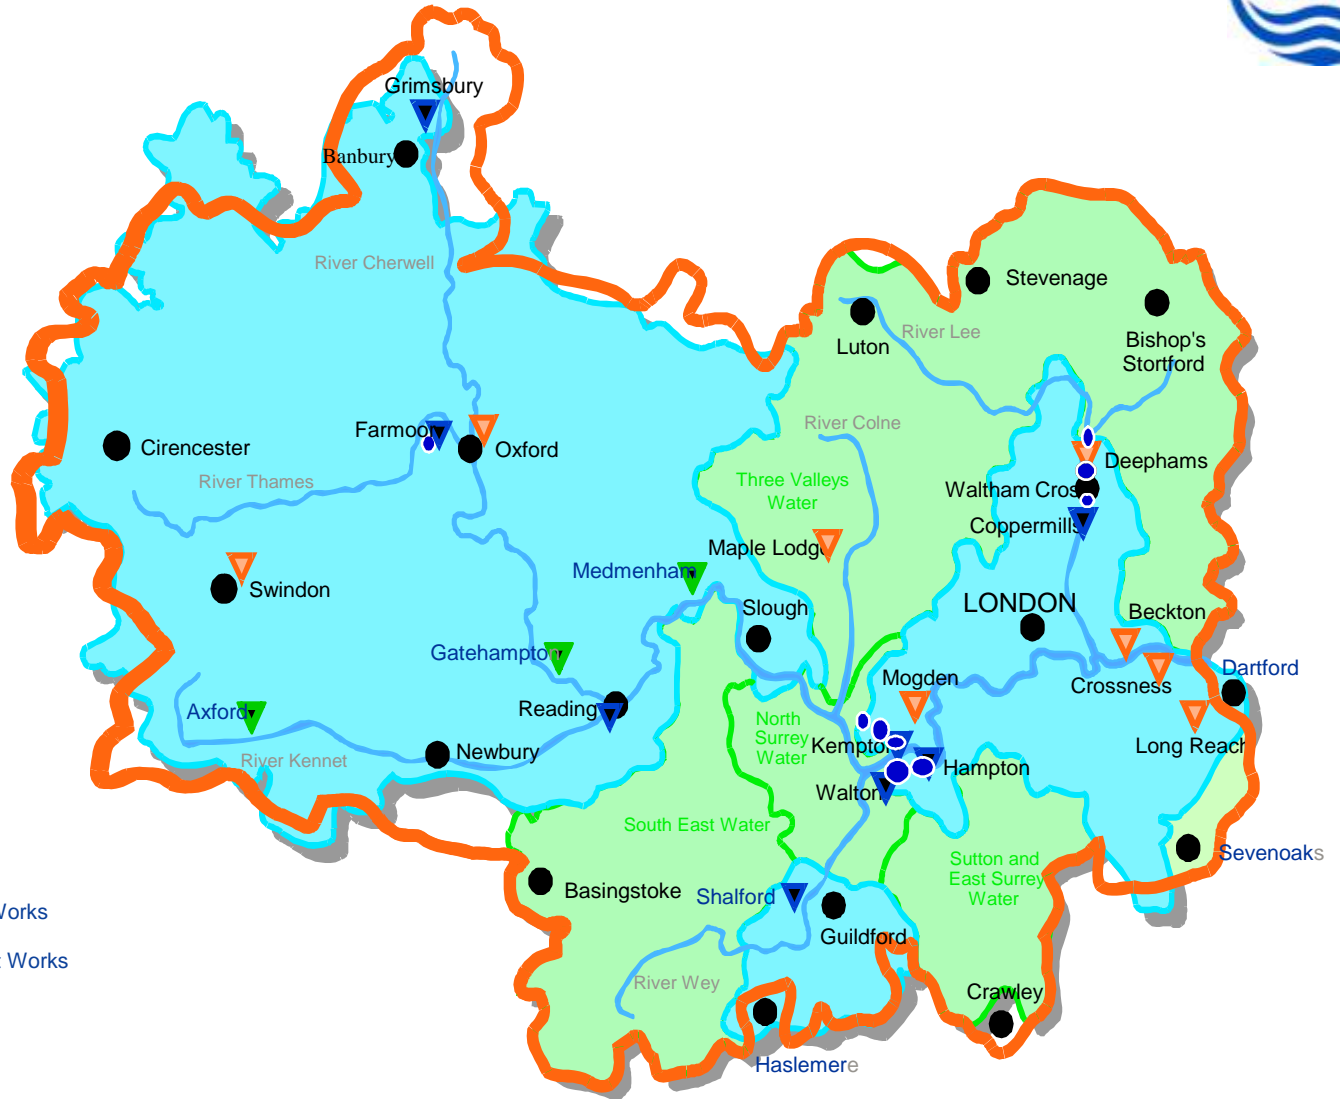 Grimsbury
Banbury
River Cherwell
Stevenage
Bishop's
Stortford
River Lee
Luton
River Colne
Farmoor
Oxford
Cirencester
River Thames
Three Valleys
Water
Deephams
Waltham Cros
Coppermills
Maple Lodge
Medmenham
Swindon
Slough
LONDON
Beckton
Gatehampton
Mogden
Crossness
Dartford
Axford
Reading
North
Surrey
Water
Kempton
Long Reach
Newbury
River Kennet
Hampton
Walton
South East Water
Sutton and
East Surrey
Water
Sevenoaks
Basingstoke
Shalford
Guildford
Works
Works
River Wey
Crawley
Haslemere